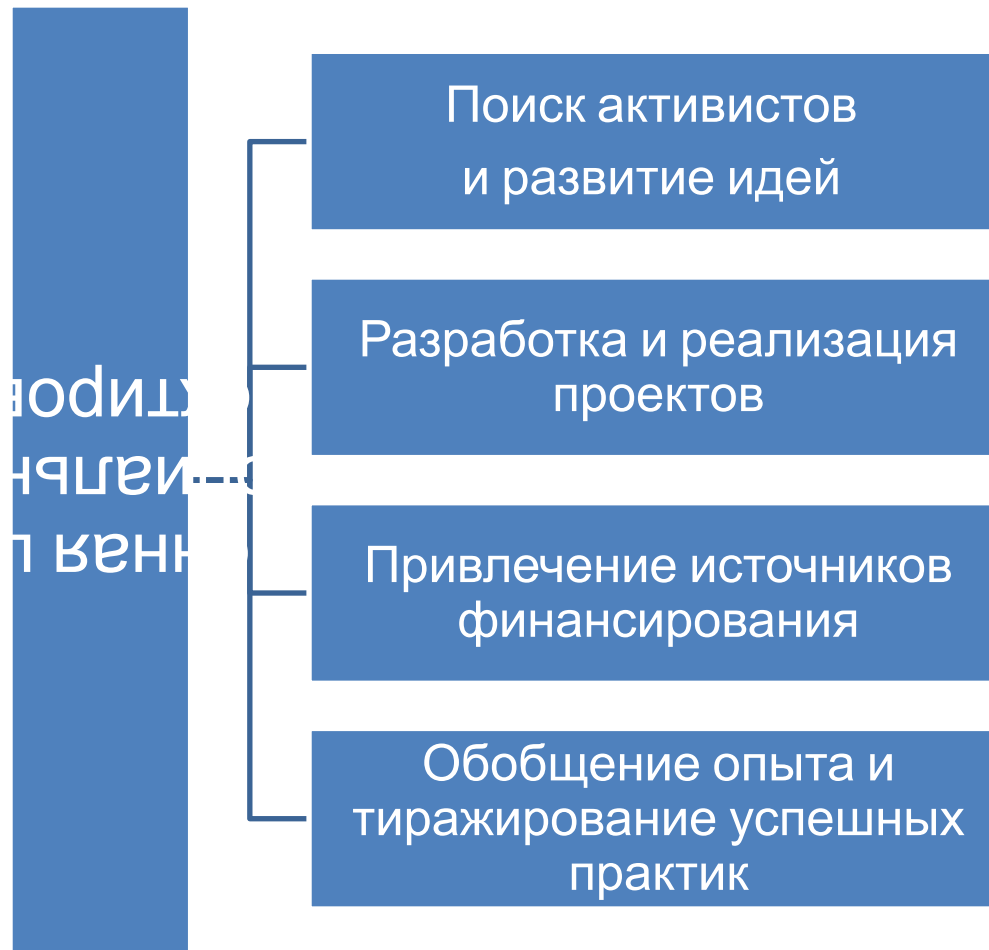 Поиск активистов
и развитие идей
Разработка и реализация
проектов
Привлечение источников
финансирования
Обобщение опыта и
тиражирование успешных
практик